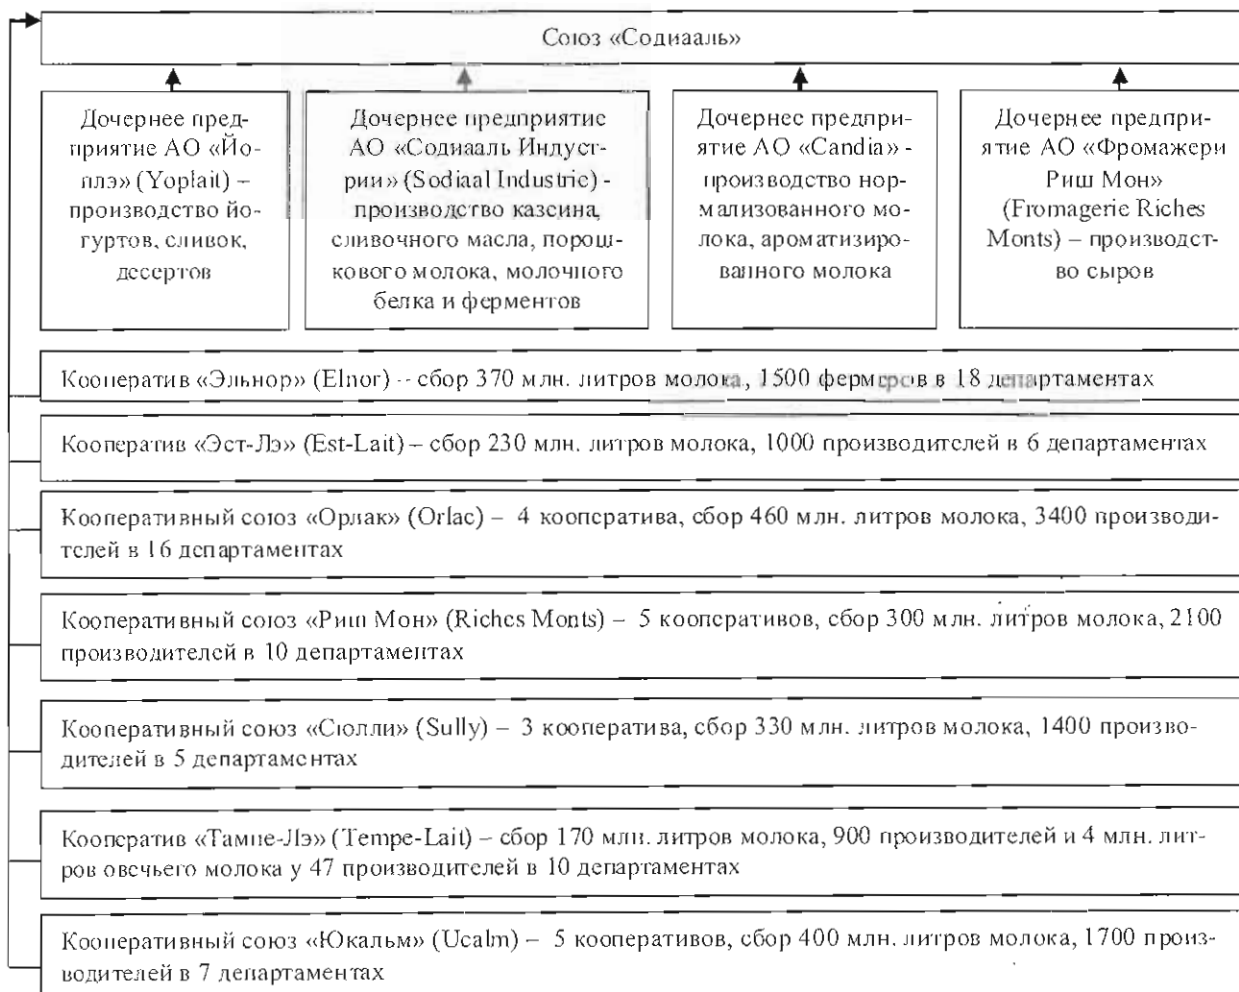 Союз «Содиааль»
Дочернее пред-
приятие АО «Йо-
плэ» (Yoplait) –
производство йо-
гуртов, сливок,
десертов
Дочернее предприятие
АО «Содиааль Индуст-
рии» (Sodiaal Industrie) -
производство казеина,
сливочного масла, порош-
кового молока, молочного
белка и ферментов
Дочернее предпри-
ятие АО «Candia» -
производство нор-
мализованного мо-
лока, ароматизиро-
ванного молока
Дочернее предпри-
ятие АО «Фромажери
Риш Мон»
(Fromagerie Riches
Monts) – производст-
во сыров
Кооператив «Эльнор» (Elnor) – сбор 370 млн. литров молока, 1500 фермеров в 18 департаментах
Кооператив «Эст-Лэ» (Est-Lait) – сбор 230 млн. литров молока, 1000 производителей в 6 департаментах
Кооперативный союз «Орлак» (Orlac) – 4 кооператива, сбор 460 млн. литров молока, 3400 производи-
телей в 16 департаментах
Кооперативный союз «Риш Мон» (Riches Monts) – 5 кооперативов, сбор 300 млн. литров молока, 2100
производителей в 10 департаментах
Кооперативный союз «Сюлли» (Sully) – 3 кооператива, сбор 330 млн. литров молока, 1400 произво-
дителей в 5 департаментах
Кооператив «Тампе-Лэ» (Tempe-Lait) – сбор 170 млн. литров молока, 900 производителей и 4 млн. лит-
ров овечьего молока у 47 производителей в 10 департаментах
Кооперативный союз «Юкальм» (Ucalm) – 5 кооперативов, сбор 400 млн. литров молока, 1700 произ-
водителей в 7 департаментах